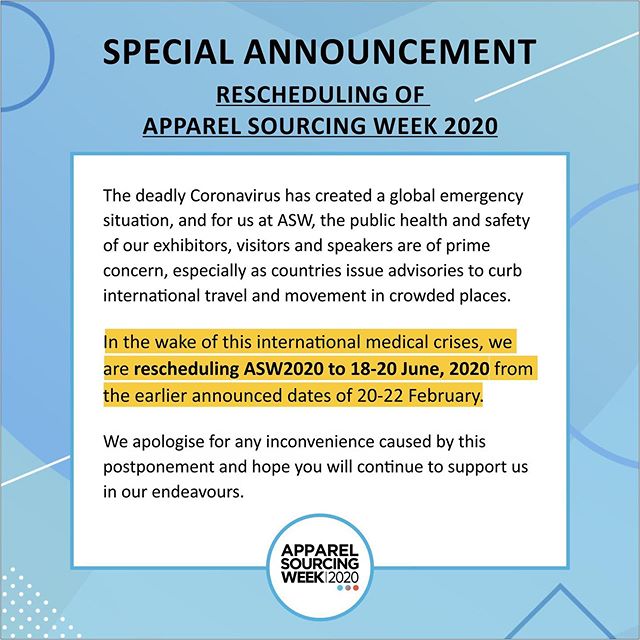 SPECIAL ANNOUNCEMENT
RESCHEDULING OF
APPAREL SOURCING WEEK 2020
The deadly Coronavirus has created a global emergency
situation, and for us at ASW, the public health and safety
of our exhibitors, visitors and speakers are of prime
concern, especially as countries issue advisories to curb
international travel and movement in crowded places.
In the wake of this international medical crises, we
are rescheduling ASW2020 to 18-20 June, 2020 from
the earlier announced dates of 20-22 February.
We apologise for any inconvenience caused by this
postponement and hope you will continue to support us
in our endeavours.
APPAREL
SOURCING
WEEK|2020